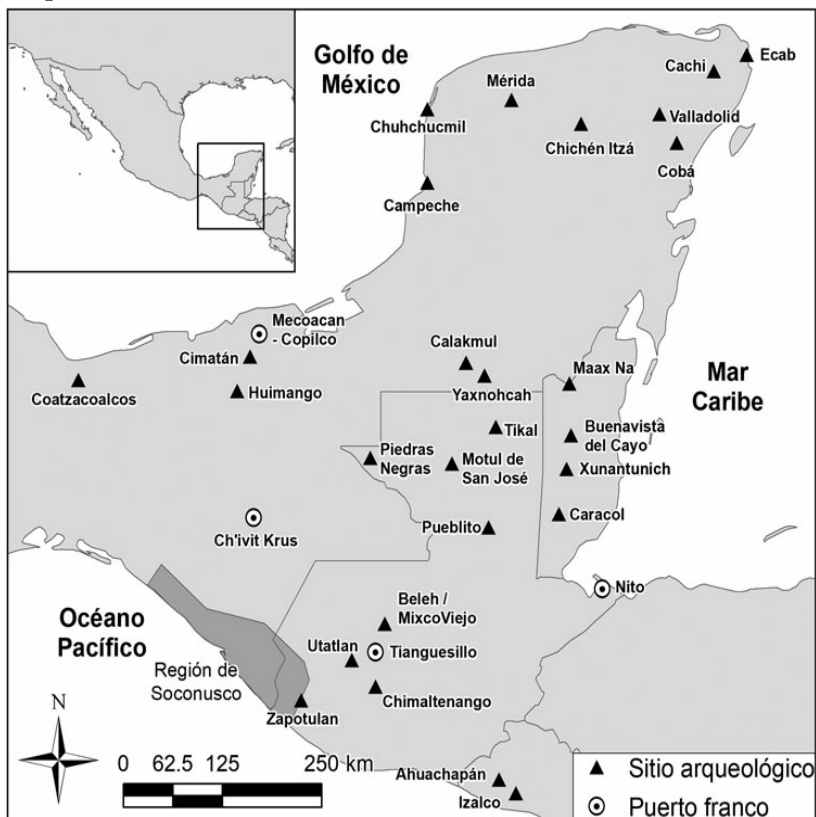 Golfo de
México
Ecab
Cachi
Mérida
Chuhchucmil
Valladolid
Chichén Itzá
Cobá
Campeche
Mecoacan
- Copilco
Cimatán
Coatzacoalcos
Huimango
Calakmul
Yaxnohcah
Maax Na
Mar
Caribe
Tikal
Buenavista
del Cayo
Piedras
Negras
Motul de
San José
Xunantunich
Caracol
Pueblito
Ch'ivit Krus
Nito
Océano
Pacífico
Beleh /
MixcoViejo
Utatlan
Tianguesillo
Región de
Soconusco
Chimaltenango
Zapotulan
N
0 62.5 125 250 km
Ahuachapán
Izalco
Sitio arqueológico
Puerto franco